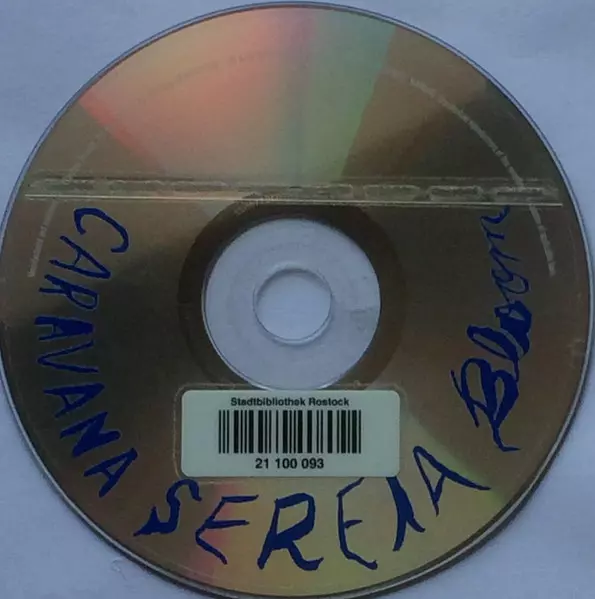 CARAVANA SEREIA Bloom
Stadtbibliothek Rostock
21 100 093